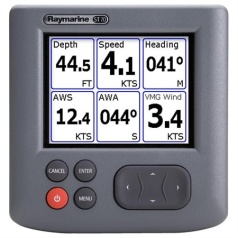 Raymarine ST70
Depth Speed Heading
44.5 4.1 041°
FT KTS M
AWS AWA VMG Wind
12.4 044° 3.4
KTS S KTS
CANCEL ENTER
MENU